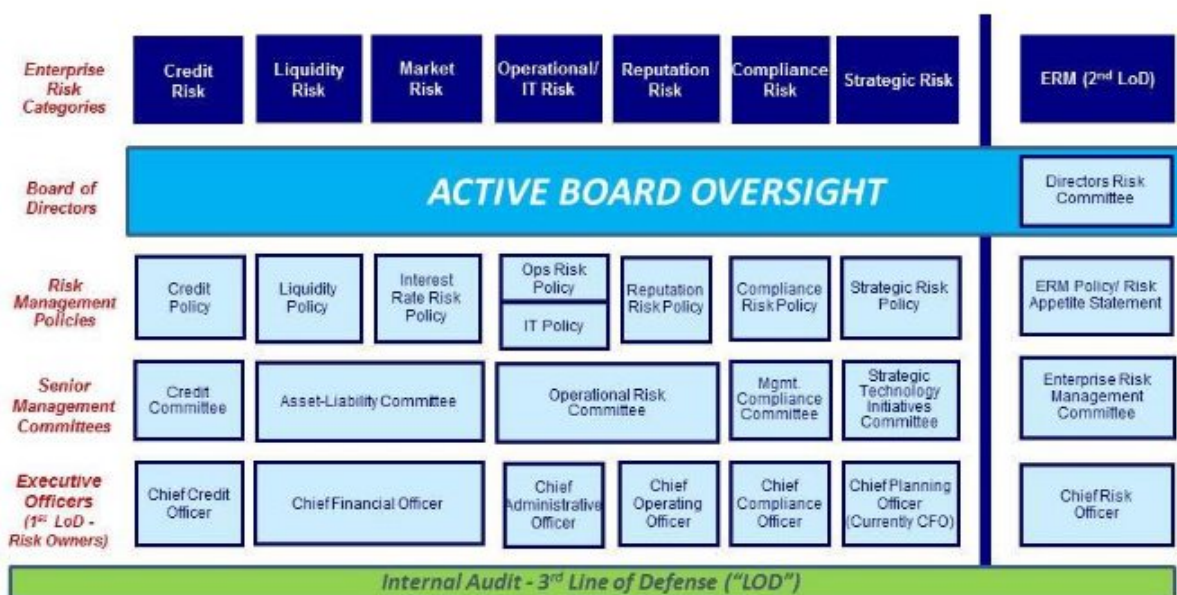 Enterprise
Risk
Categories
Credit
Risk
Liquidity
Risk
Market
Risk
Operational/
IT Risk
Reputation
Risk
Compliance
Risk
Strategic Risk
ERM (2nd LoD)
Board of
Directors
ACTIVE BOARD OVERSIGHT
Directors Risk
Committee
Risk
Management
Policies
Credit
Policy
Liquidity
Policy
Interest
Rate Risk
Policy
Ops Risk
Policy
IT Policy
Reputation
Risk Policy
Compliance
Risk Policy
Strategic Risk
Policy
ERM Policy/ Risk
Appetite Statement
Senior
Management
Committees
Credit
Committee
Asset-Liability Committee
Operational Risk
Committee
Mgmt.
Compliance
Committee
Strategic
Technology
Initiatives
Committee
Enterprise Risk
Management
Committee
Executive
Officers
(1st LoD -
Risk Owners)
Chief Credit
Officer
Chief Financial Officer
Chief
Administrative
Officer
Chief
Operating
Officer
Chief
Compliance
Officer
Chief Planning
Officer
(Currently CFO)
Chief Risk
Officer
Internal Audit - 3rd Line of Defense ("LOD")